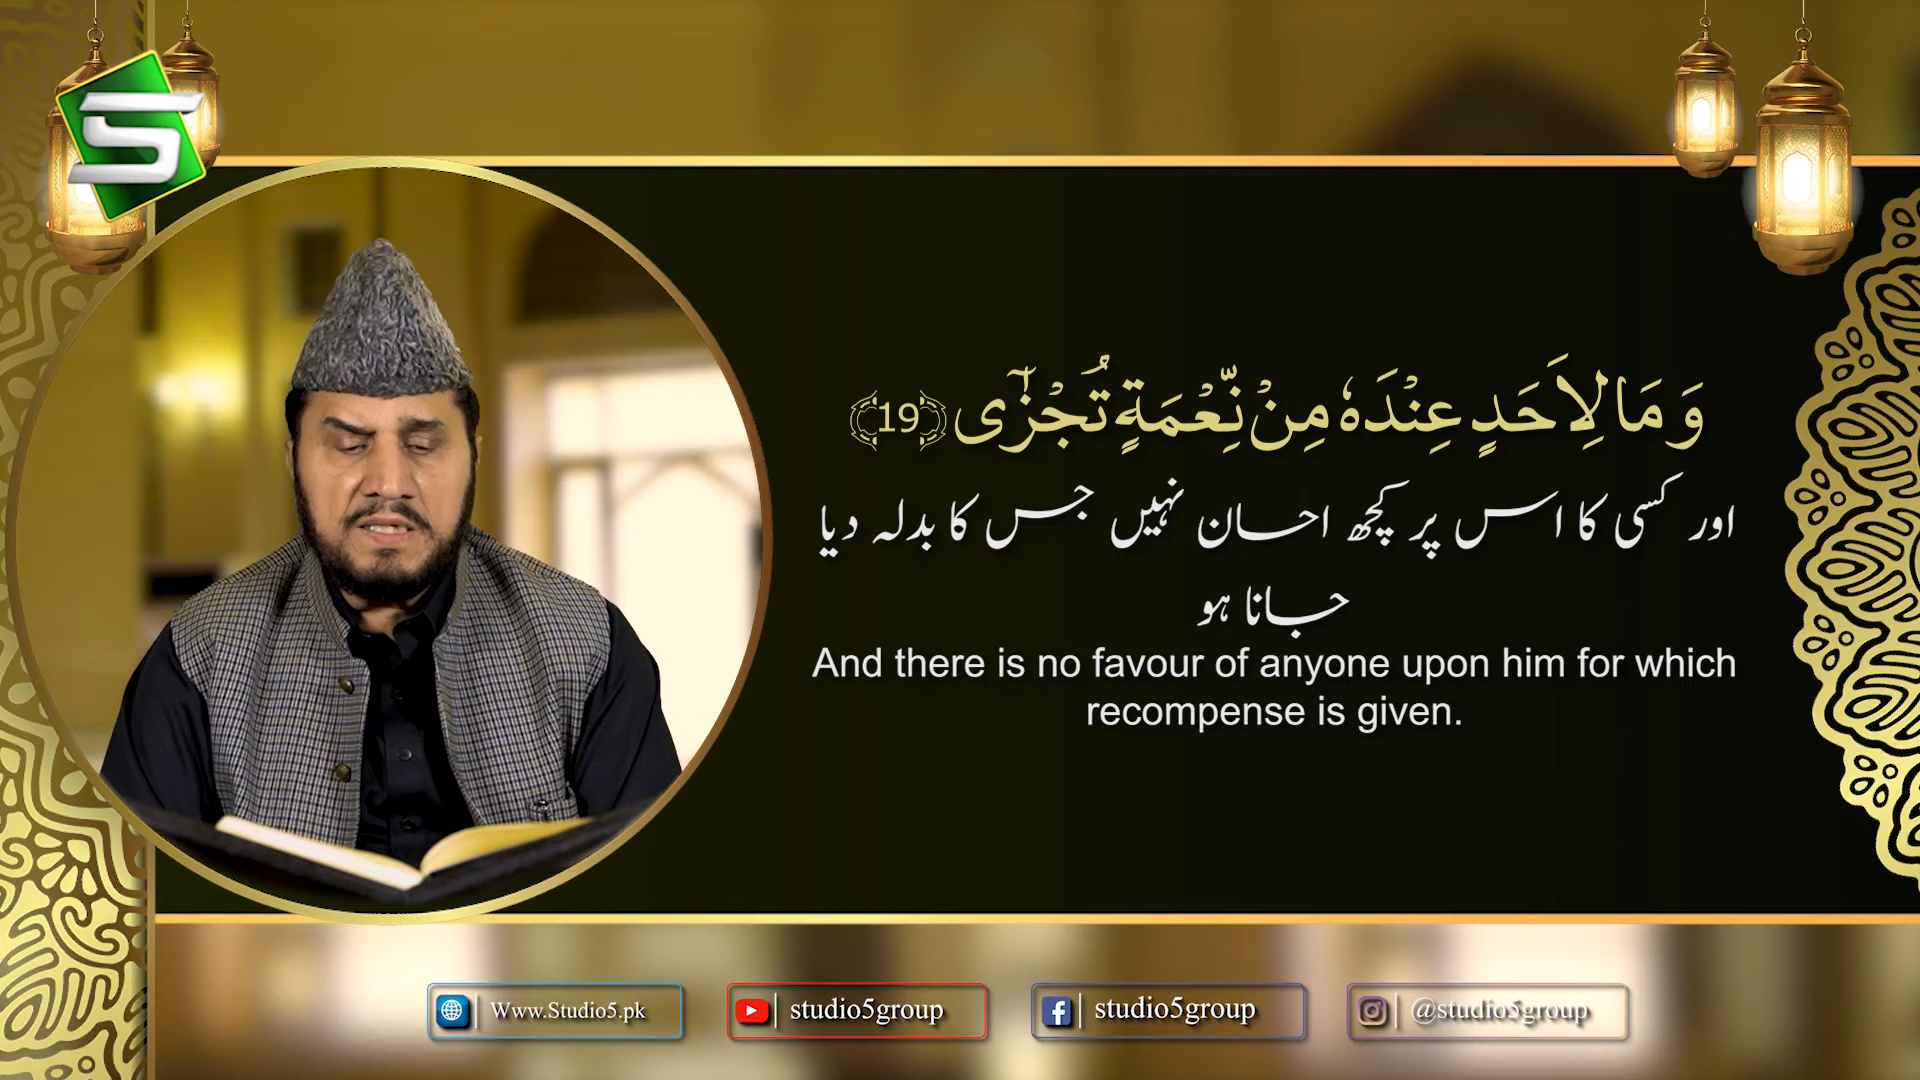 وَ مَا لِاَحَدٍ عِنْدَهٗ مِنْ نِّعْمَةٍ تُجْزٰۤى ﴿19﴾
اور کسی کا اس پر کچھ احسان نہیں جس کا بدلہ دیا
جانا ہو
And there is no favour of anyone upon him for which
recompense is given.
Www.Studio5.pk
studio5group
studio5group
@studio5group